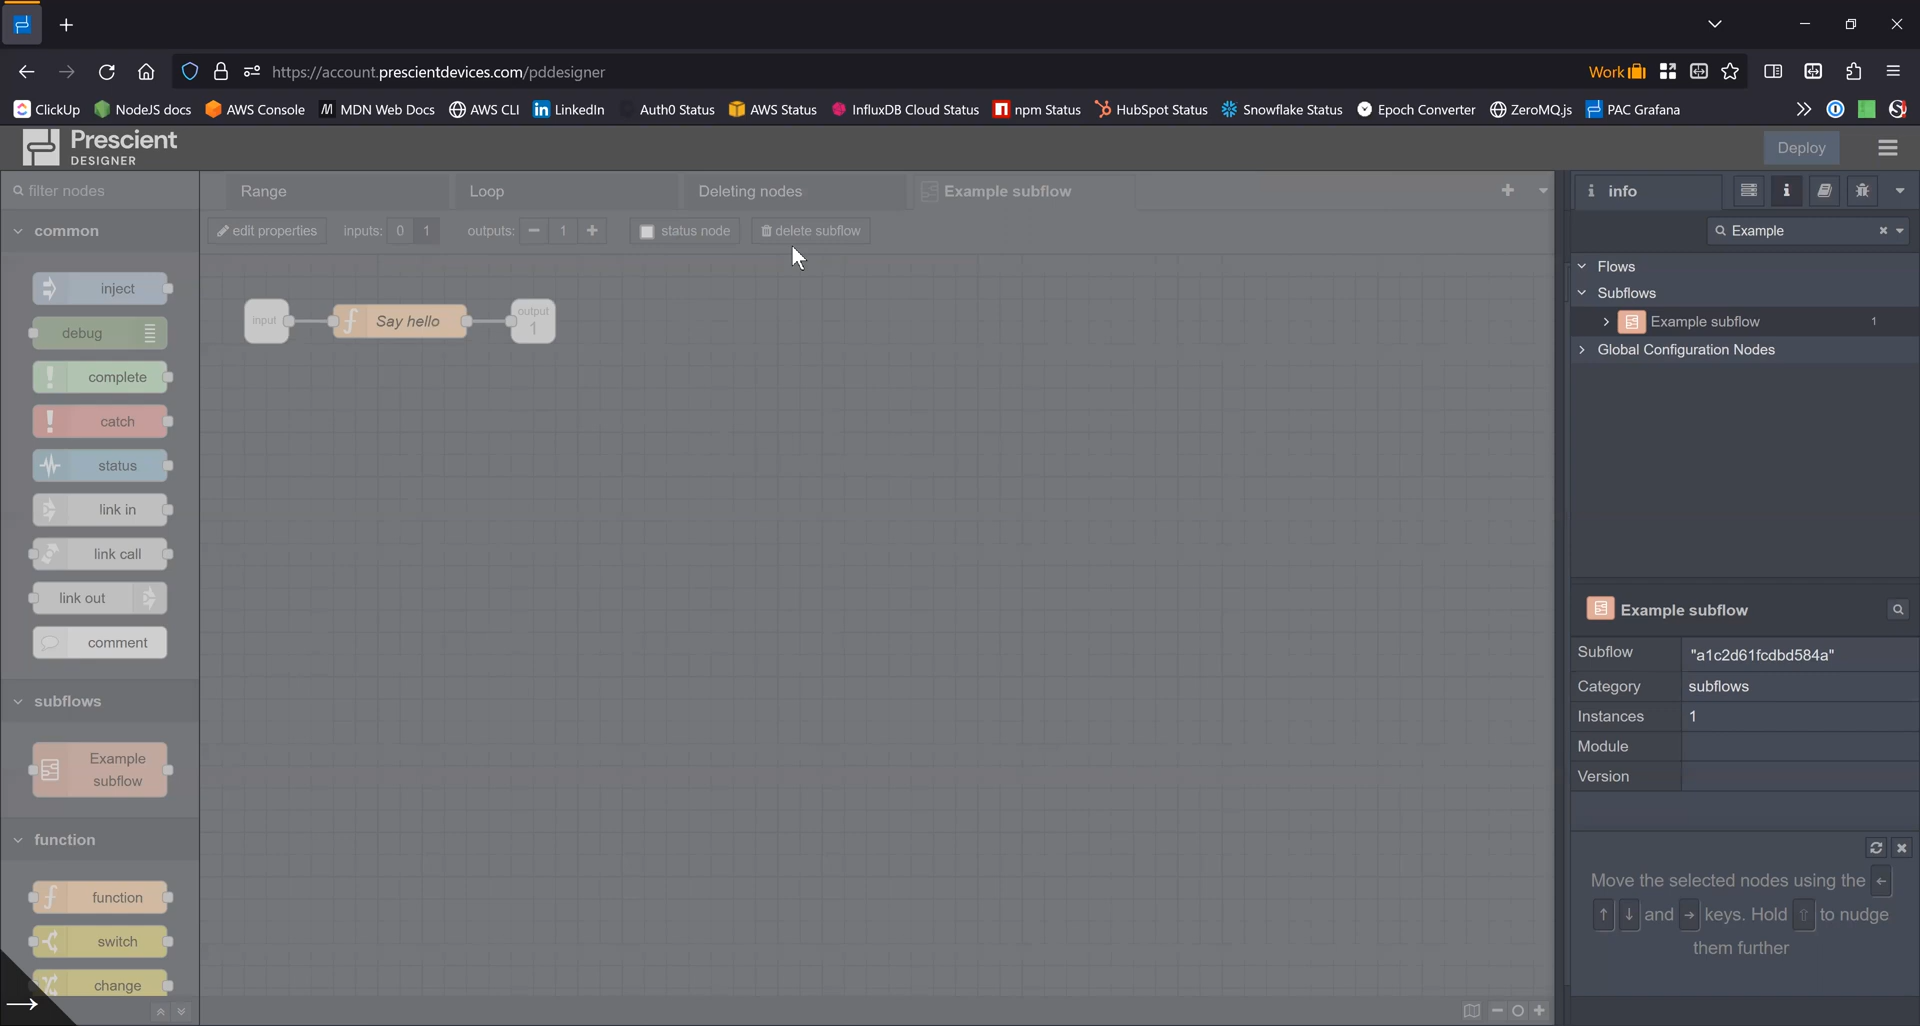 https://account.prescientdevices.com/pddesigner
Work
ClickUp NodeJS docs AWS Console MDN Web Docs AWS CLI LinkedIn Auth0 Status AWS Status InfluxDB Cloud Status npm Status HubSpot Status Snowflake Status Epoch Converter ZeroMQ.js PAC Grafana
Prescient
DESIGNER
Deploy
filter nodes
Range
Loop
Deleting nodes
Example subflow
info
edit properties
inputs: 0 1
outputs: 1
status node
delete subflow
Example
common
inject
debug
complete
catch
status
link in
link call
link out
comment
subflows
Example
subflow
function
function
switch
change
input
Say hello
output
1
Flows
Subflows
Example subflow 1
Global Configuration Nodes
Example subflow
Subflow "a1c2d61fcdbd584a"
Category subflows
Instances 1
Module
Version
Move the selected nodes using the ←
↑ ↓ and → keys. Hold ⇧ to nudge
them further